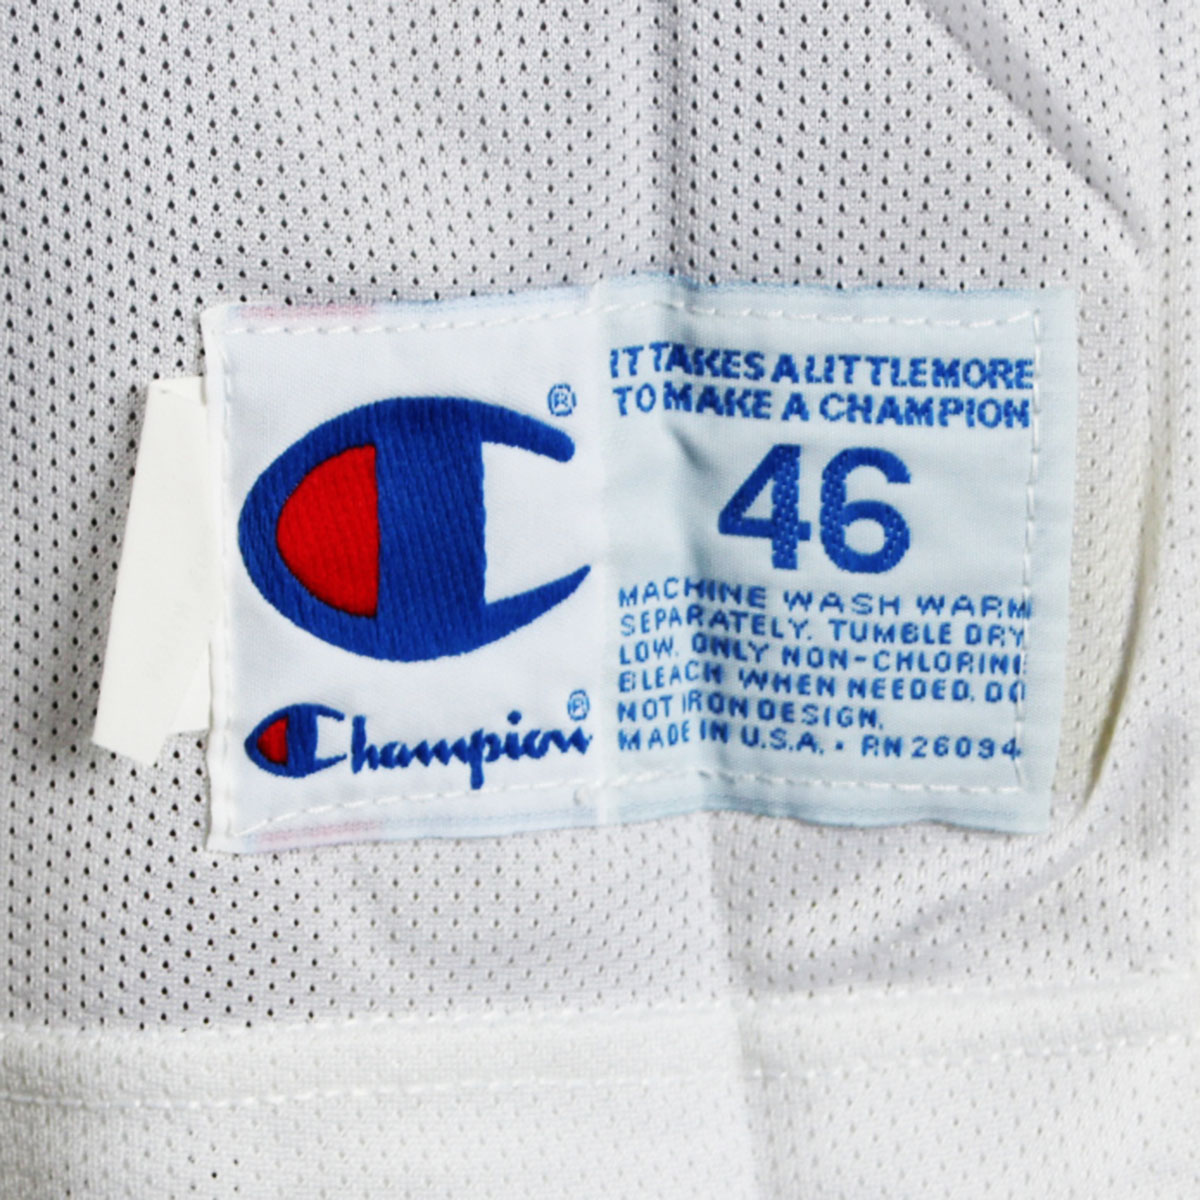 ®
Champion®
IT TAKES A LITTLE MORE
TO MAKE A CHAMPION
46
MACHINE WASH WARM
SEPARATELY. TUMBLE DRY
LOW. ONLY NON-CHLORINE
BLEACH WHEN NEEDED. DO
NOT IRON DESIGN.
MADE IN U.S.A. • RN 26094